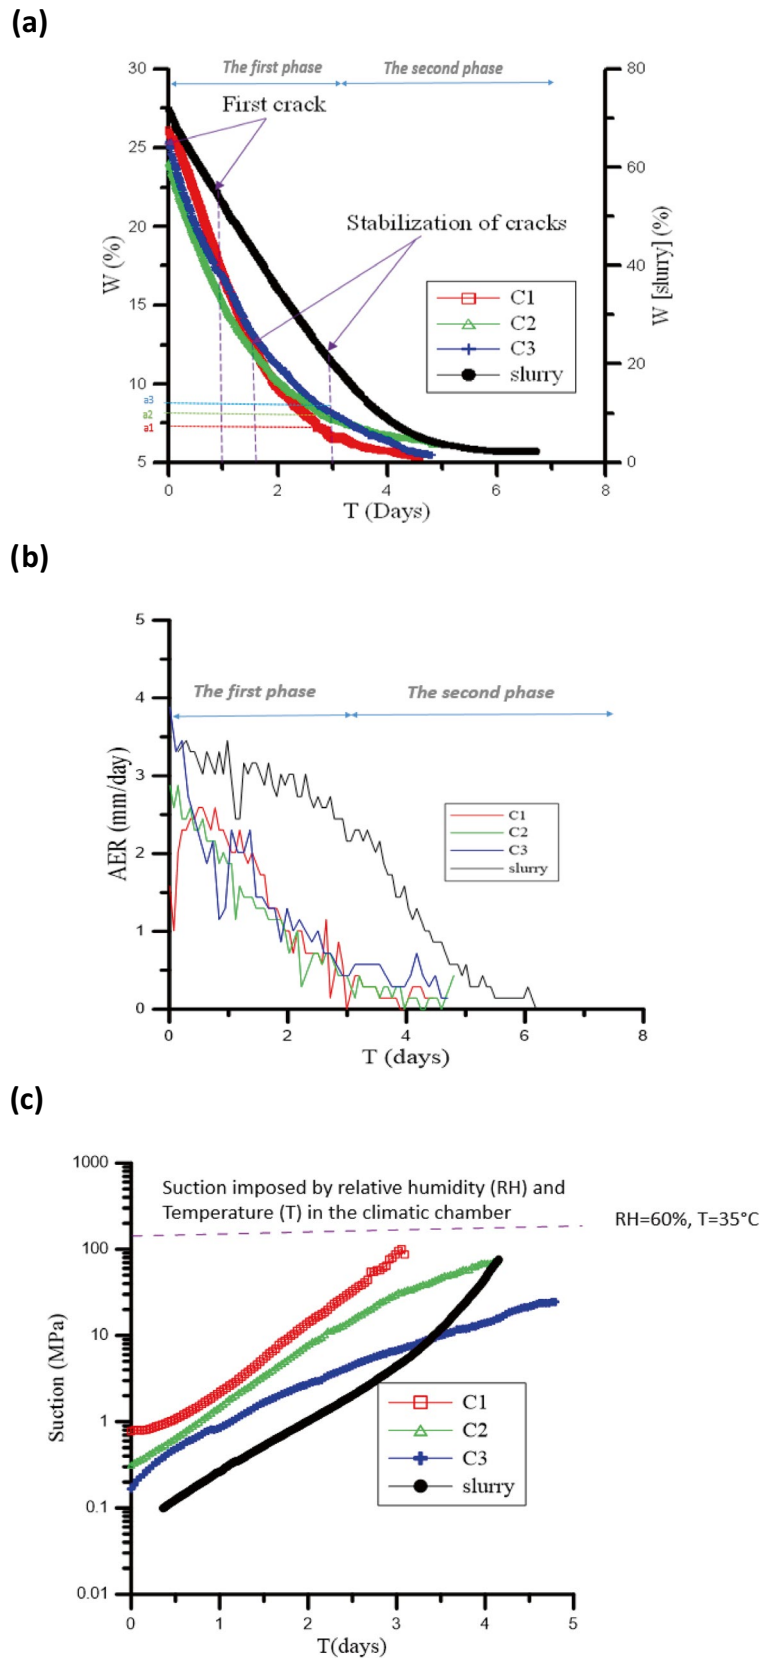 (a)
The first phase
The second phase
First crack
Stabilization of cracks
W (%)
W [slurry] (%)
30
25
20
15
10
5
a3
a2
a1
80
60
40
20
0
C1
C2
C3
slurry
0
2
4
6
8
T (Days)
(b)
The first phase
The second phase
AER (mm/day)
5
4
3
2
1
0
C1
C2
C3
slurry
0
2
4
6
8
T (days)
(c)
Suction imposed by relative humidity (RH) and
Temperature (T) in the climatic chamber
RH=60%, T=35°C
Suction (MPa)
1000
100
10
1
0.1
0.01
C1
C2
C3
slurry
0
1
2
3
4
5
T(days)